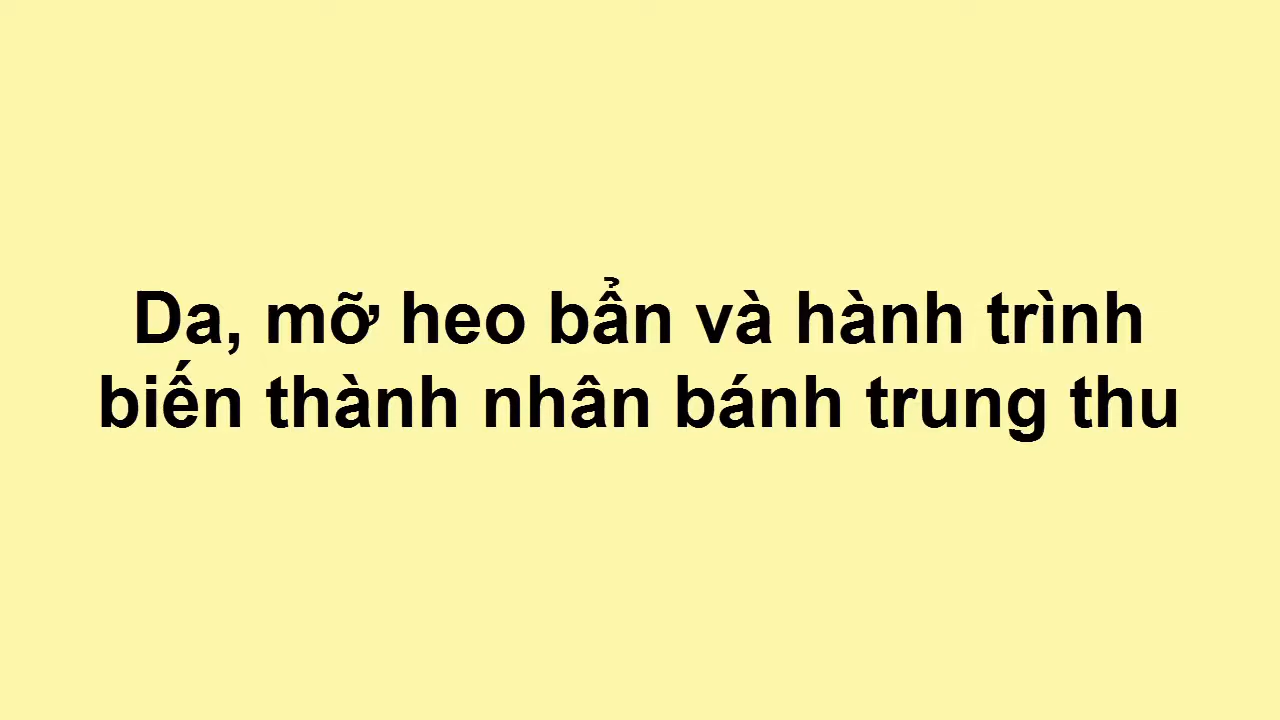 Da, mỡ heo bẩn và hành trình
biến thành nhân bánh trung thu